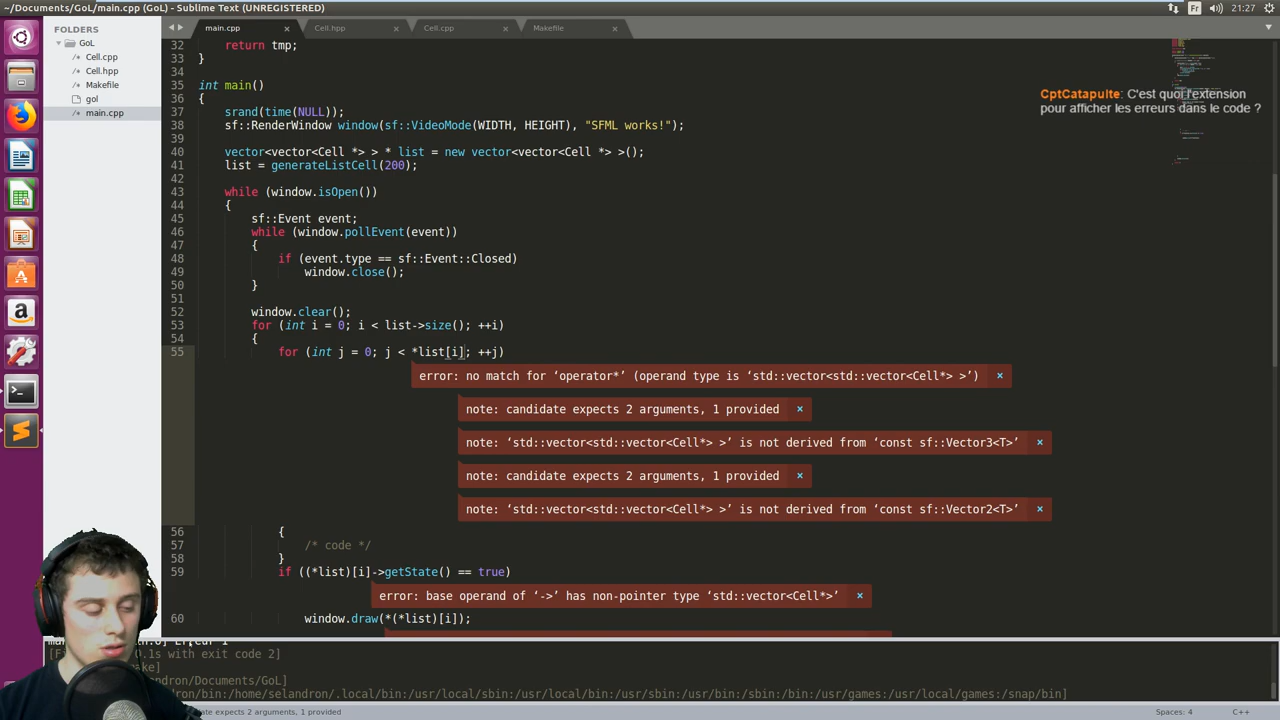 ~/Documents/GoL/main.cpp (GoL) - Sublime Text (UNREGISTERED)
Fr
21:27
FOLDERS
GoL
/* Cell.cpp
/* Cell.hpp
/* Makefile
gol
/* main.cpp
main.cpp ×
Cell.hpp ×
Cell.cpp ×
Makefile ×
CptCatapulte: C'est quoi l'extension
pour afficher les erreurs dans le code ?
32 return tmp;
33 }
34
35 int main()
36 {
37 srand(time(NULL));
38 sf::RenderWindow window(sf::VideoMode(WIDTH, HEIGHT), "SFML works!");
39
40 vector<vector<Cell *> > * list = new vector<vector<Cell *> >();
41 list = generateListCell(200);
42
43 while (window.isOpen())
44 {
45 sf::Event event;
46 while (window.pollEvent(event))
47 {
48 if (event.type == sf::Event::Closed)
49 window.close();
50 }
51
52 window.clear();
53 for (int i = 0; i < list->size(); ++i)
54 {
55 for (int j = 0; j < *list[i]; ++j)
error: no match for ‘operator*’ (operand type is ‘std::vector<std::vector<Cell*> >’) ×
note: candidate expects 2 arguments, 1 provided ×
note: ‘std::vector<std::vector<Cell*> >’ is not derived from ‘const sf::Vector3<T>’ ×
note: candidate expects 2 arguments, 1 provided ×
note: ‘std::vector<std::vector<Cell*> >’ is not derived from ‘const sf::Vector2<T>’ ×
56 {
57 /* code */
58 }
59 if ((*list)[i]->getState() == true)
error: base operand of ‘->’ has non-pointer type ‘std::vector<Cell*>’ ×
60 window.draw(*(*list)[i]);
0.1s with exit code 2]
/Documents/GoL]
/bin:/home/selandron/.local/bin:/usr/local/sbin:/usr/local/bin:/usr/sbin:/usr/bin:/sbin:/bin:/usr/games:/usr/local/games:/snap/bin]
expects 2 arguments, 1 provided
Spaces: 4
C++